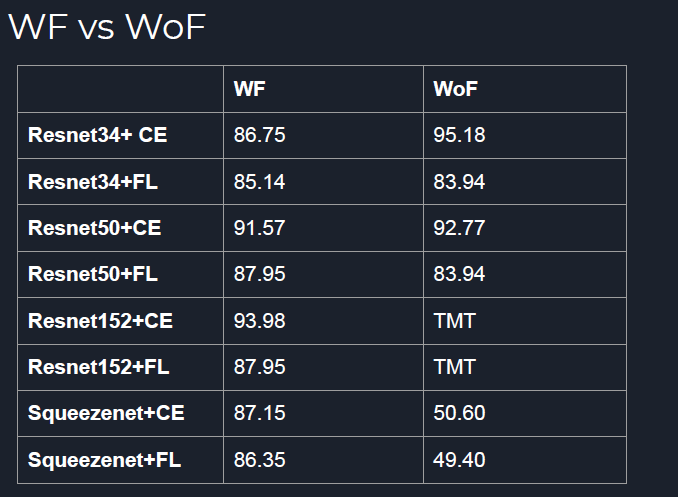 WF vs WoF
WF WoF
Resnet34+ CE 86.75 95.18
Resnet34+FL 85.14 83.94
Resnet50+CE 91.57 92.77
Resnet50+FL 87.95 83.94
Resnet152+CE 93.98 TMT
Resnet152+FL 87.95 TMT
Squeezenet+CE 87.15 50.60
Squeezenet+FL 86.35 49.40